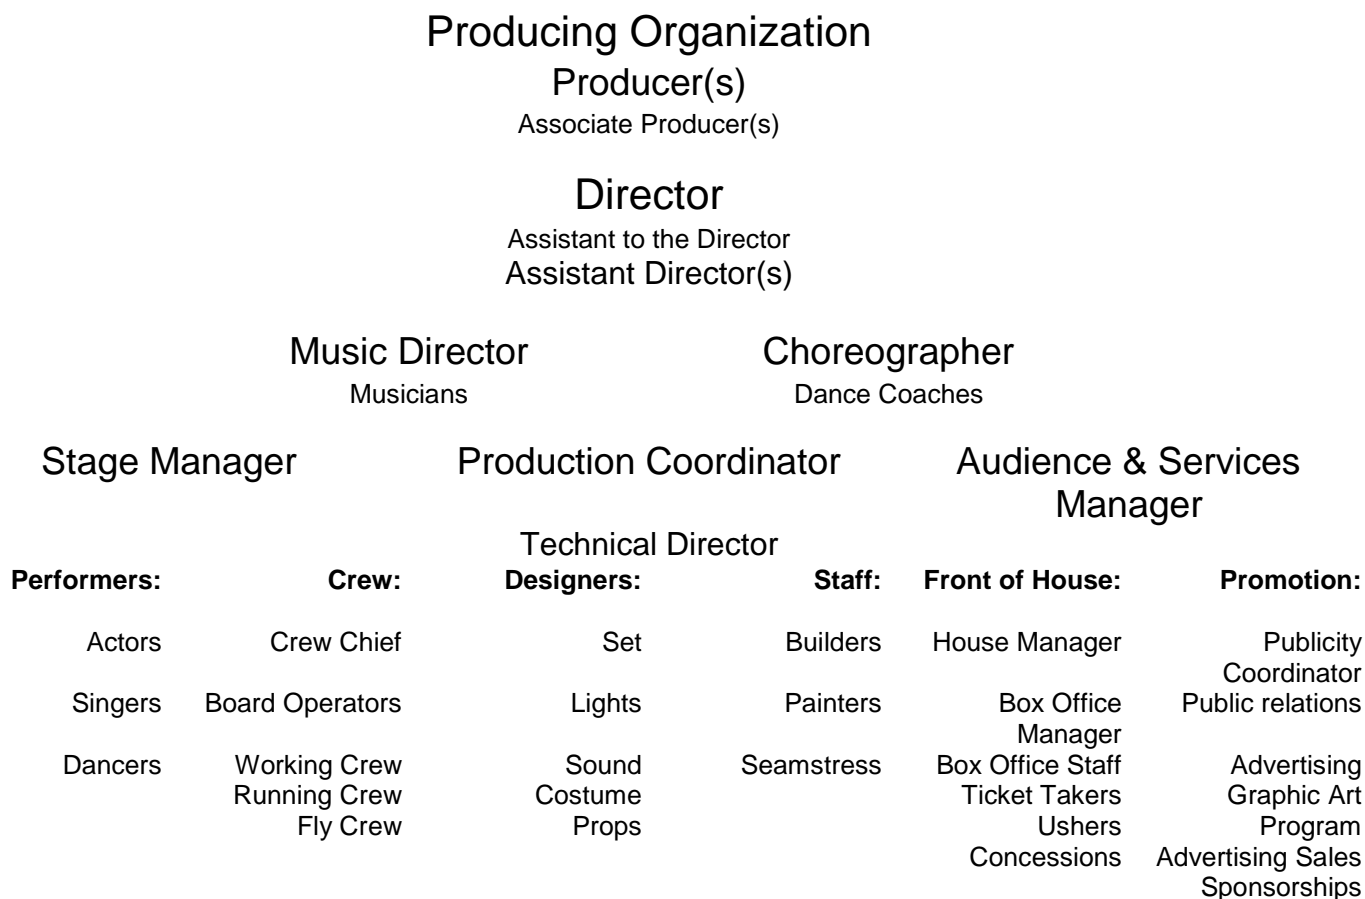 Producing Organization
Producer(s)
Associate Producer(s)
Director
Assistant to the Director
Assistant Director(s)
Music Director Choreographer
Musicians Dance Coaches
Stage Manager Production Coordinator Audience & Services
Manager
Technical Director
Performers: Crew: Designers: Staff: Front of House: Promotion:
Actors Crew Chief Set Builders House Manager Publicity
Coordinator
Singers Board Operators Lights Painters Box Office Public relations
Manager
Dancers Working Crew Sound Seamstress Box Office Staff Advertising
Running Crew Costume Ticket Takers Graphic Art
Fly Crew Props Ushers Program
Concessions Advertising Sales
Sponsorships